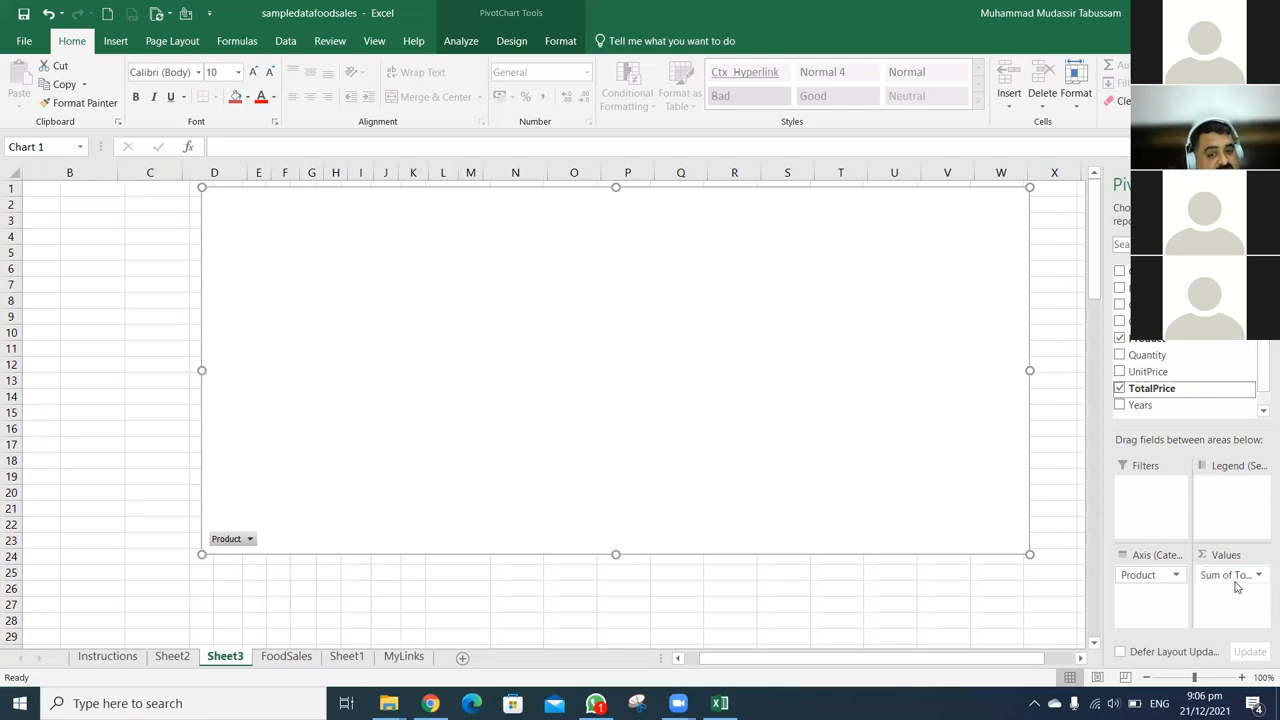 sampledatafoodsales - Excel
PivotChart Tools
Muhammad Mudassir Tabussam
File
Home
Insert
Page Layout
Formulas
Data
Review
View
Help
Analyze
Design
Format
Tell me what you want to do
Paste
Cut
Copy
Format Painter
Clipboard
Calibri (Body)
10
B I U
Font
Wrap Text
Merge & Center
Alignment
General
Number
Conditional Formatting
Format as Table
Ctx_Hyperlink
Normal 4
Normal
Bad
Good
Neutral
Styles
Insert
Delete
Format
Cells
Chart 1
fx
B C D E F G H I J K L M N O P Q R S T U V W X
1
2
3
4
5
6
7
8
9
10
11
12
13
14
15
16
17
18
19
20
21
22
23
24
25
26
27
28
29
Product
Quantity
UnitPrice
TotalPrice
Years
Drag fields between areas below:
Filters
Legend (Se...
Axis (Cate...
Values
Product
Sum of To...
Defer Layout Upda...
Update
Instructions
Sheet2
Sheet3
FoodSales
Sheet1
MyLinks
Ready
100%
Type here to search
1
ENG
9:06 pm
21/12/2021
4